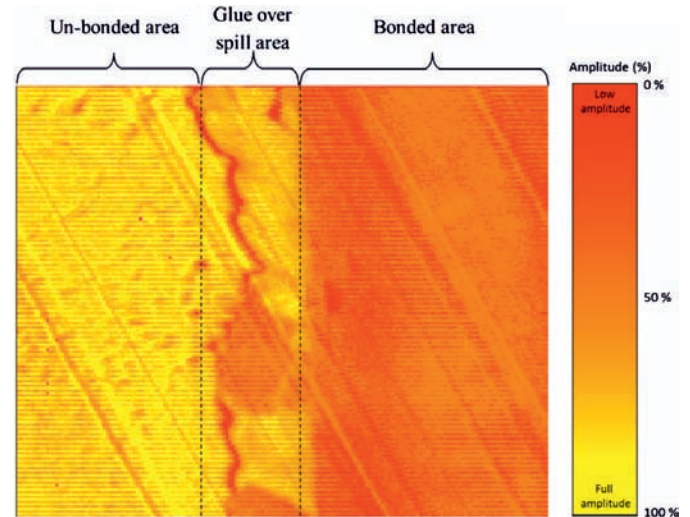 Un-bonded area
Glue over
spill area
Bonded area
Amplitude (%)
0 %
Low
amplitude
50 %
Full
amplitude
100 %